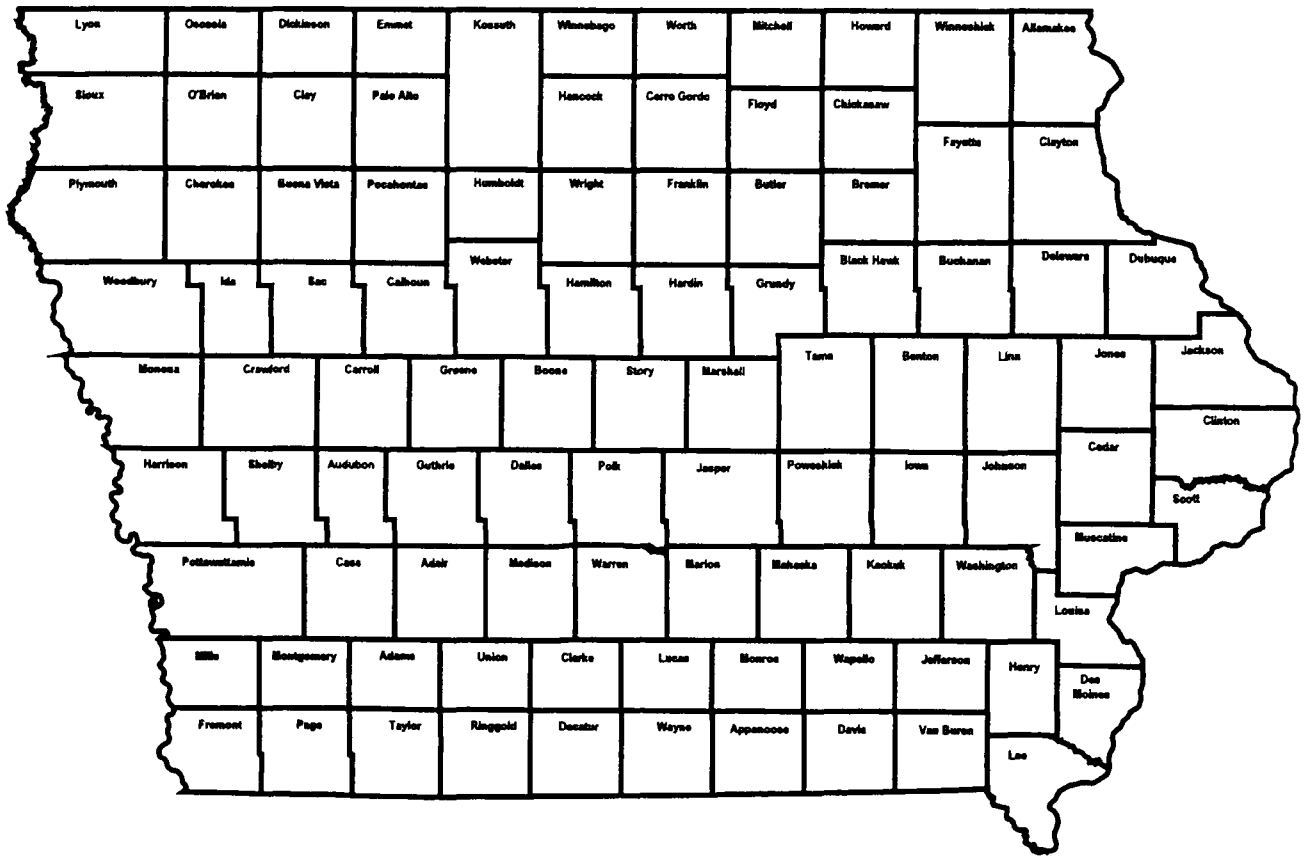 Lyon
Osceola
Dickinson
Emmet
Kossuth
Winnebago
Worth
Mitchell
Howard
Winneshiek
Allamakee
Sioux
O'Brien
Clay
Palo Alto
Hancock
Cerro Gordo
Floyd
Chickasaw
Fayette
Clayton
Plymouth
Cherokee
Buena Vista
Pocahontas
Humboldt
Wright
Franklin
Butler
Bremer
Woodbury
Ida
Sac
Calhoun
Webster
Hamilton
Hardin
Grundy
Black Hawk
Buchanan
Delaware
Dubuque
Monona
Crawford
Carroll
Greene
Boone
Story
Marshall
Tama
Benton
Linn
Jones
Jackson
Clinton
Cedar
Harrison
Shelby
Audubon
Guthrie
Dallas
Polk
Jasper
Poweshiek
Iowa
Johnson
Scott
Muscatine
Pottawattamie
Cass
Adair
Madison
Warren
Marion
Mahaska
Keokuk
Washington
Louisa
Mills
Montgomery
Adams
Union
Clarke
Lucas
Monroe
Wapello
Jefferson
Henry
Des
Moines
Fremont
Page
Taylor
Ringgold
Decatur
Wayne
Appanoose
Davis
Van Buren
Lee